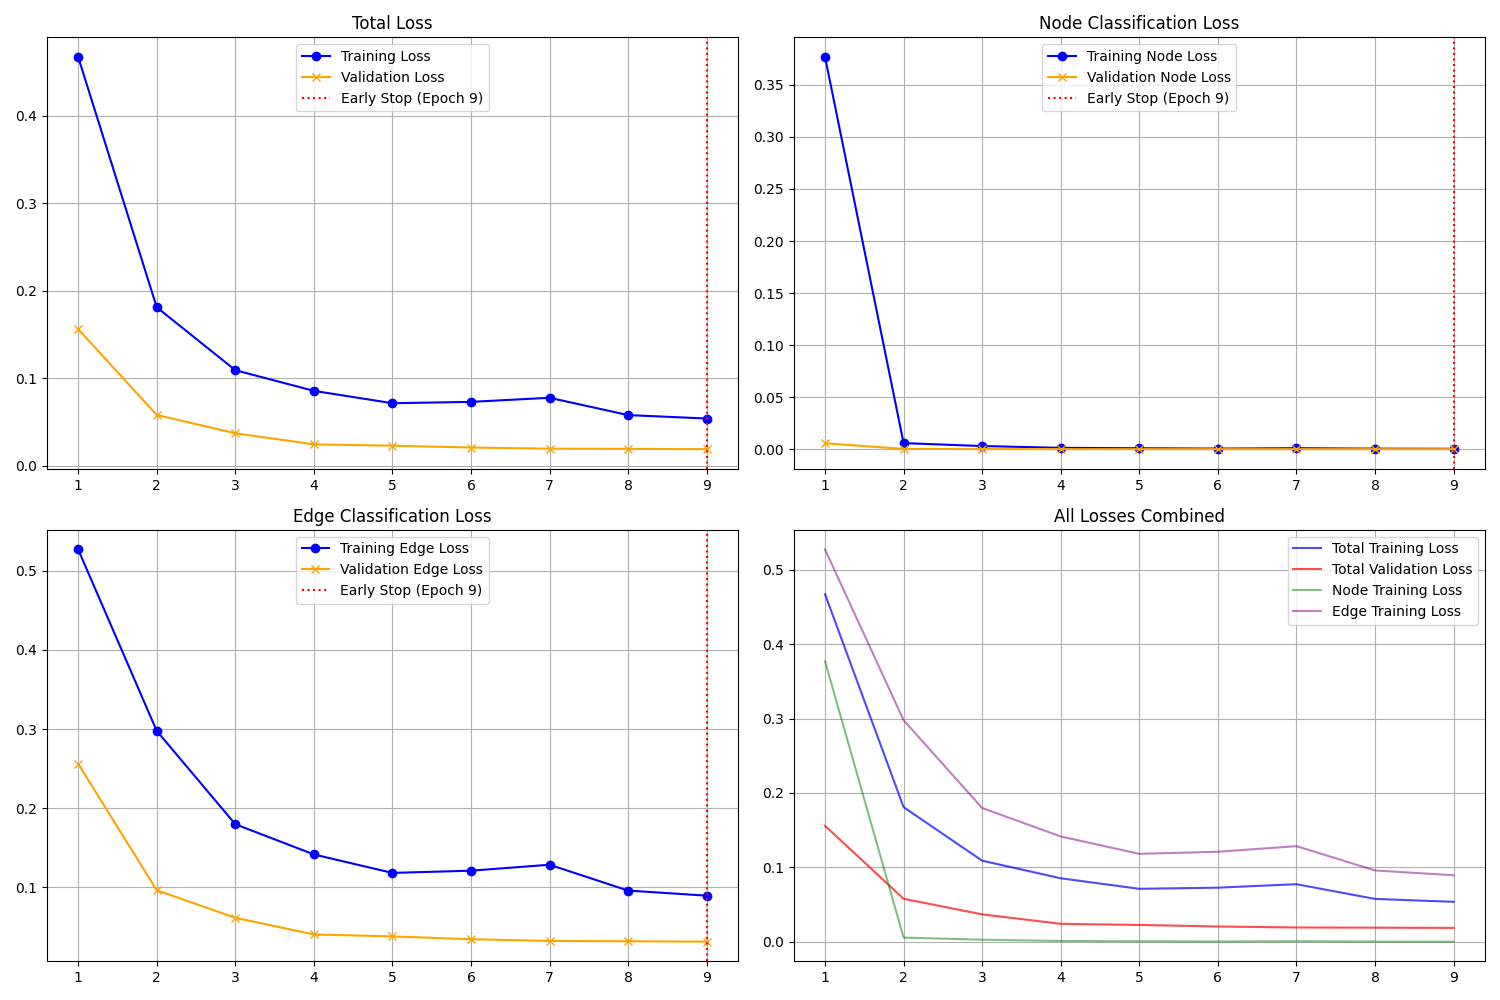 Total Loss
Training Loss
Validation Loss
Early Stop (Epoch 9)
0.4
0.3
0.2
0.1
0.0
1 2 3 4 5 6 7 8 9
Node Classification Loss
Training Node Loss
Validation Node Loss
Early Stop (Epoch 9)
0.35
0.30
0.25
0.20
0.15
0.10
0.05
0.00
1 2 3 4 5 6 7 8 9
Edge Classification Loss
Training Edge Loss
Validation Edge Loss
Early Stop (Epoch 9)
0.5
0.4
0.3
0.2
0.1
1 2 3 4 5 6 7 8 9
All Losses Combined
Total Training Loss
Total Validation Loss
Node Training Loss
Edge Training Loss
0.5
0.4
0.3
0.2
0.1
0.0
1 2 3 4 5 6 7 8 9